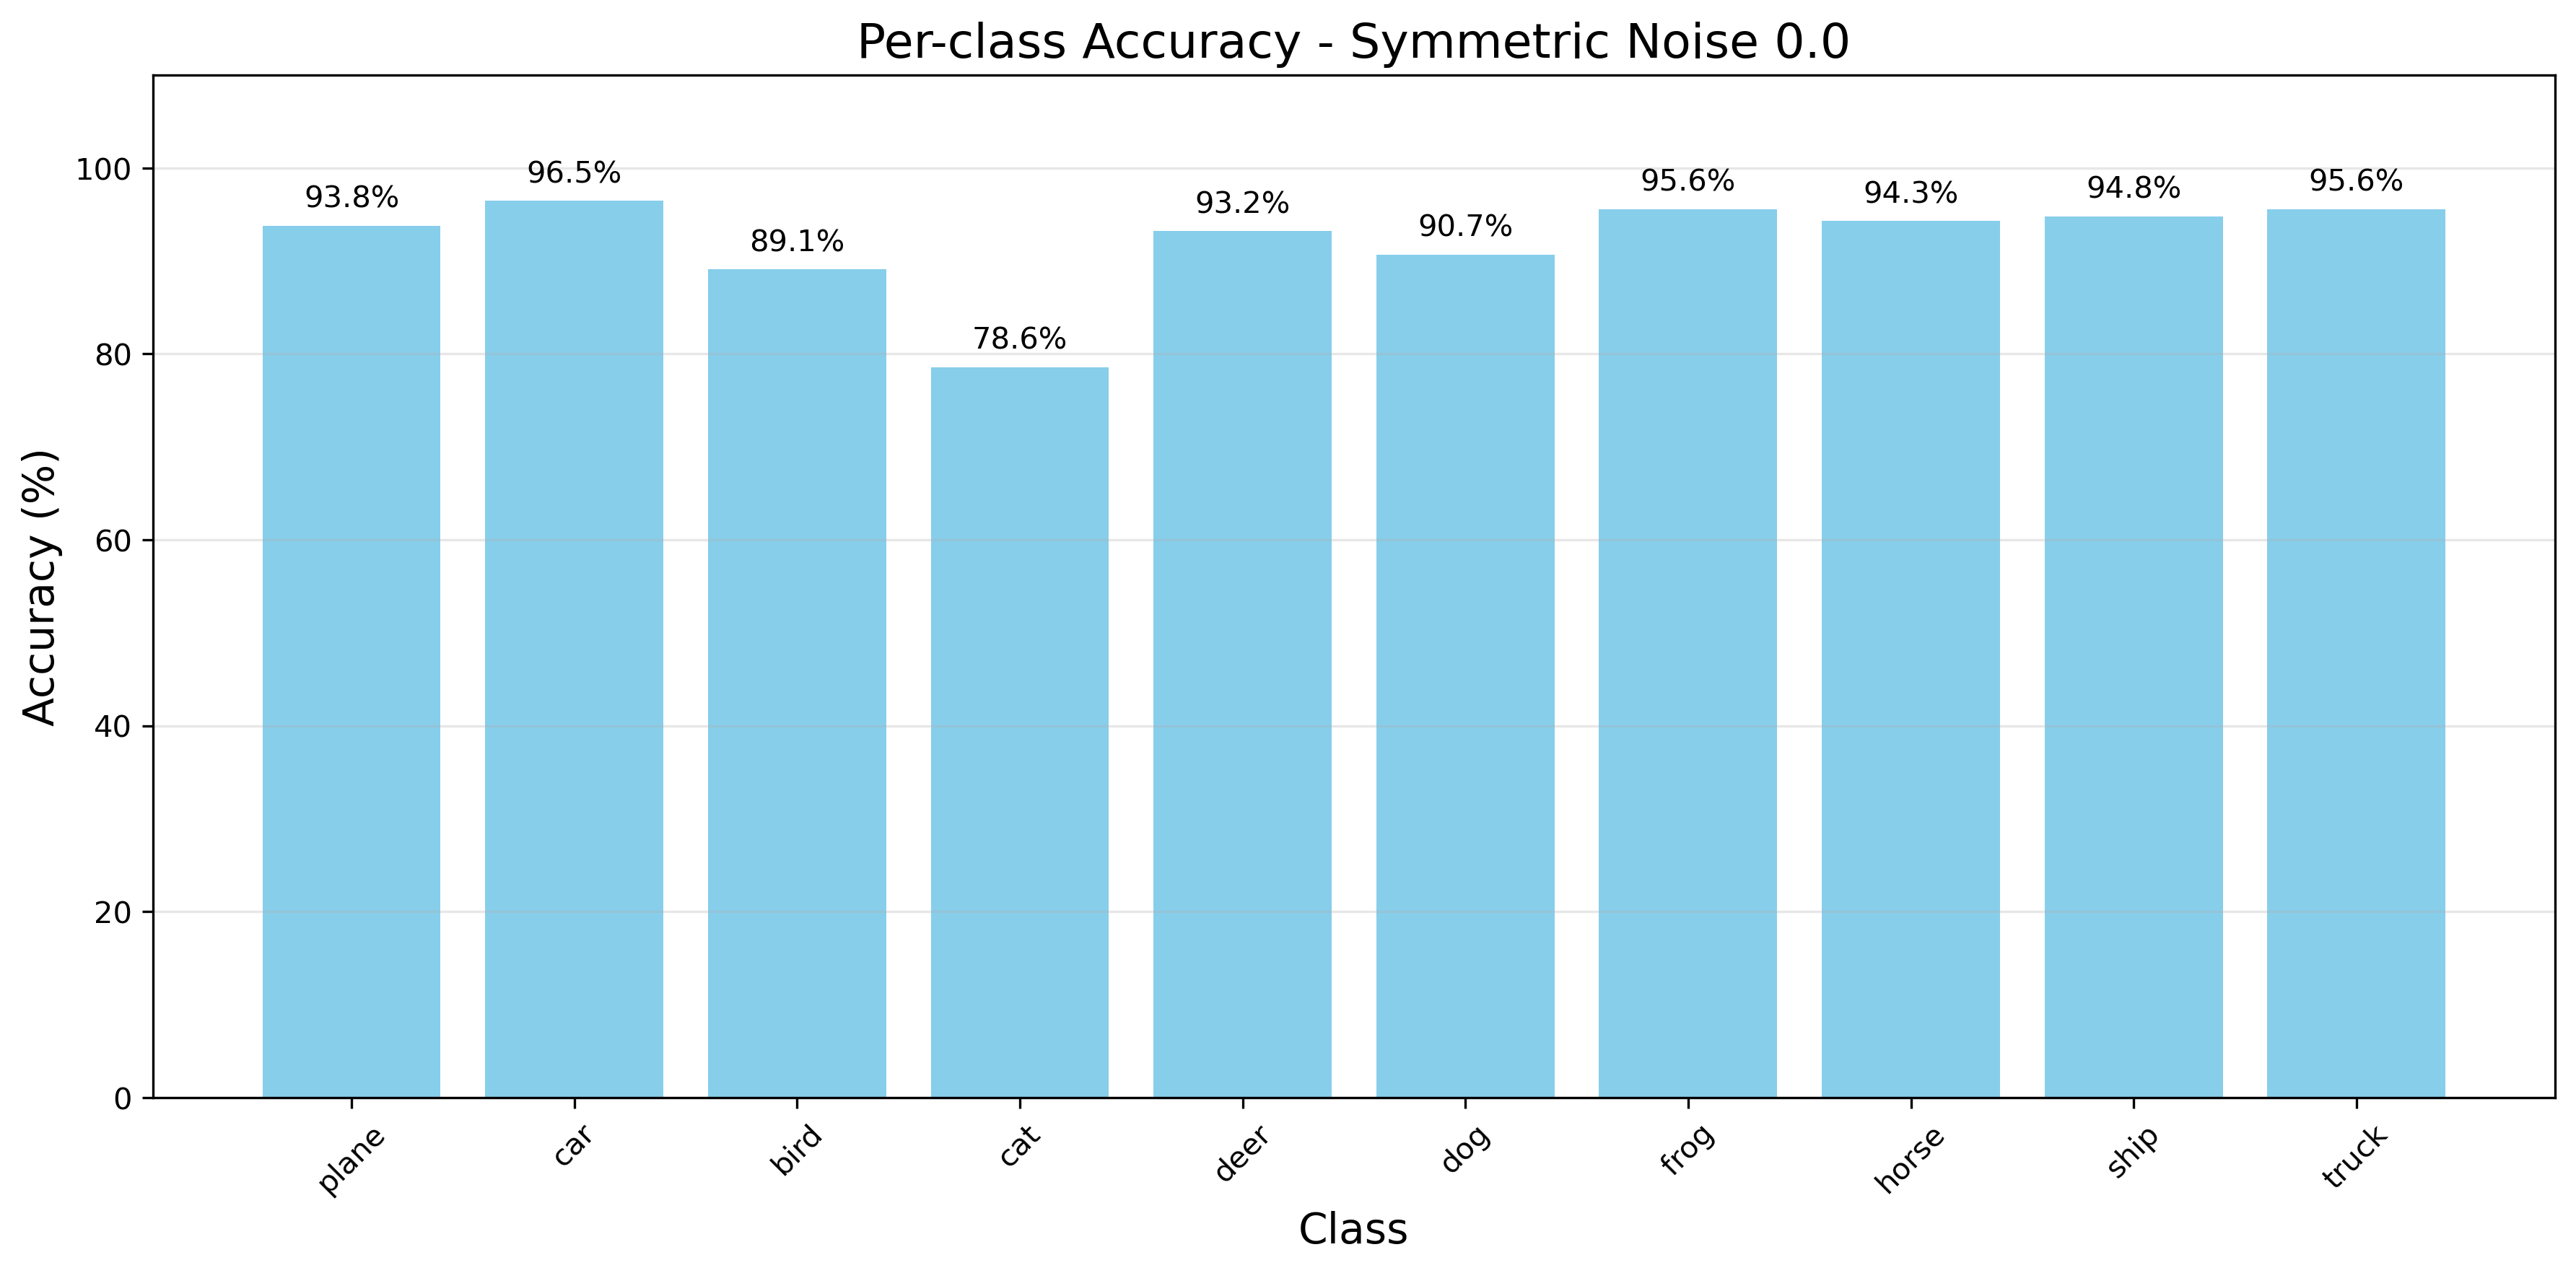 Per-class Accuracy - Symmetric Noise 0.0
Accuracy (%)
100
80
60
40
20
0
93.8%
96.5%
89.1%
78.6%
93.2%
90.7%
95.6%
94.3%
94.8%
95.6%
plane
car
bird
cat
deer
dog
frog
horse
ship
truck
Class